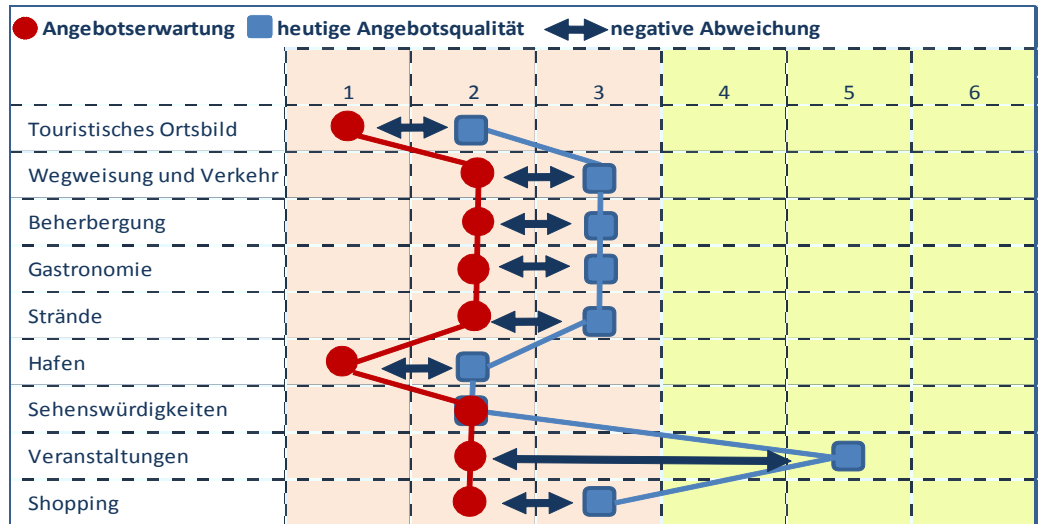 Angebotserwartung heutige Angebotsqualität negative Abweichung
1 2 3 4 5 6
Touristisches Ortsbild
Wegweisung und Verkehr
Beherbergung
Gastronomie
Strände
Hafen
Sehenswürdigkeiten
Veranstaltungen
Shopping